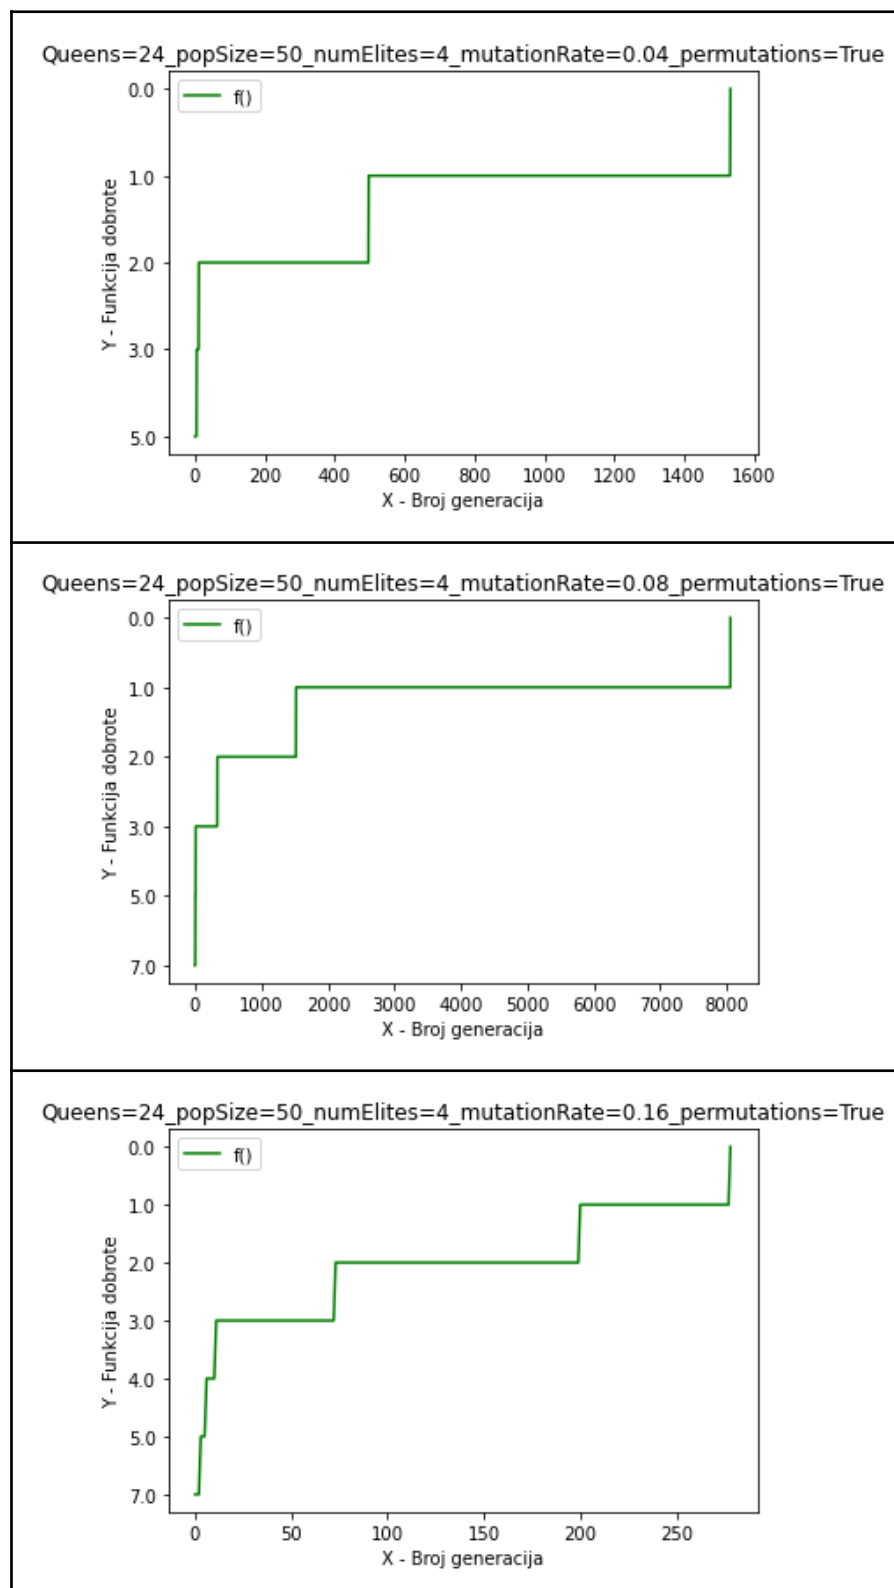 Queens=24_popSize=50_numElites=4_mutationRate=0.04_permutations=True
f()
Y - Funkcija dobrote
0.0
1.0
2.0
3.0
5.0
0 200 400 600 800 1000 1200 1400 1600
X - Broj generacija
Queens=24_popSize=50_numElites=4_mutationRate=0.08_permutations=True
f()
Y - Funkcija dobrote
0.0
1.0
2.0
3.0
5.0
7.0
0 1000 2000 3000 4000 5000 6000 7000 8000
X - Broj generacija
Queens=24_popSize=50_numElites=4_mutationRate=0.16_permutations=True
f()
Y - Funkcija dobrote
0.0
1.0
2.0
3.0
4.0
5.0
7.0
0 50 100 150 200 250
X - Broj generacija